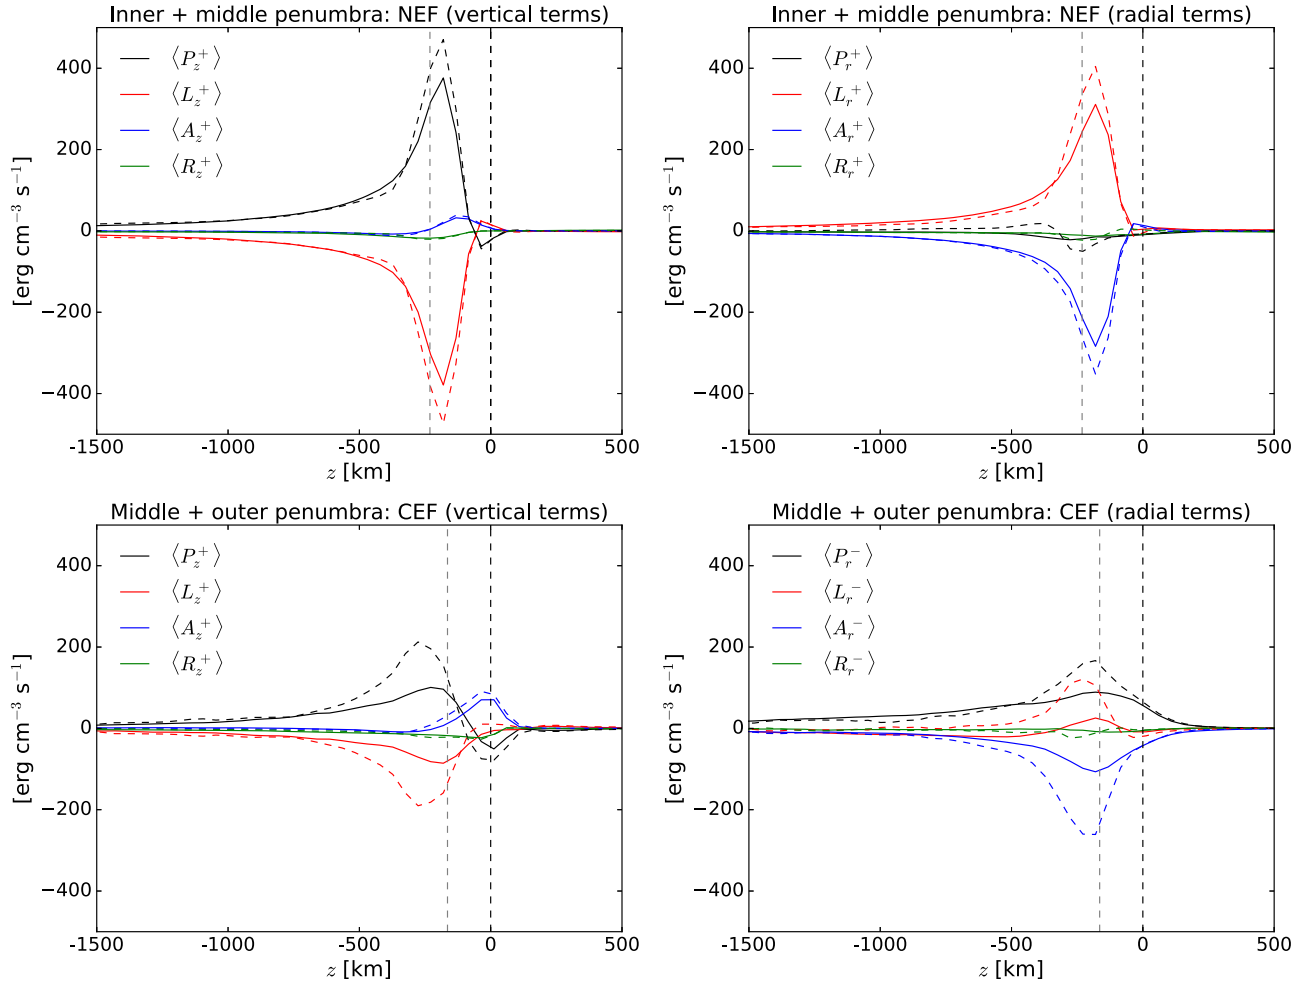 Inner + middle penumbra: NEF (vertical terms)
[erg cm⁻³ s⁻¹]
400
200
0
−200
−400
⟨P_z^+⟩
⟨L_z^+⟩
⟨A_z^+⟩
⟨R_z^+⟩
-1500 -1000 -500 0 500
z [km]
Inner + middle penumbra: NEF (radial terms)
[erg cm⁻³ s⁻¹]
400
200
0
−200
−400
⟨P_r^+⟩
⟨L_r^+⟩
⟨A_r^+⟩
⟨R_r^+⟩
-1500 -1000 -500 0 500
z [km]
Middle + outer penumbra: CEF (vertical terms)
[erg cm⁻³ s⁻¹]
400
200
0
−200
−400
⟨P_z^+⟩
⟨L_z^+⟩
⟨A_z^+⟩
⟨R_z^+⟩
-1500 -1000 -500 0 500
z [km]
Middle + outer penumbra: CEF (radial terms)
[erg cm⁻³ s⁻¹]
400
200
0
−200
−400
⟨P_r^−⟩
⟨L_r^−⟩
⟨A_r^−⟩
⟨R_r^−⟩
-1500 -1000 -500 0 500
z [km]